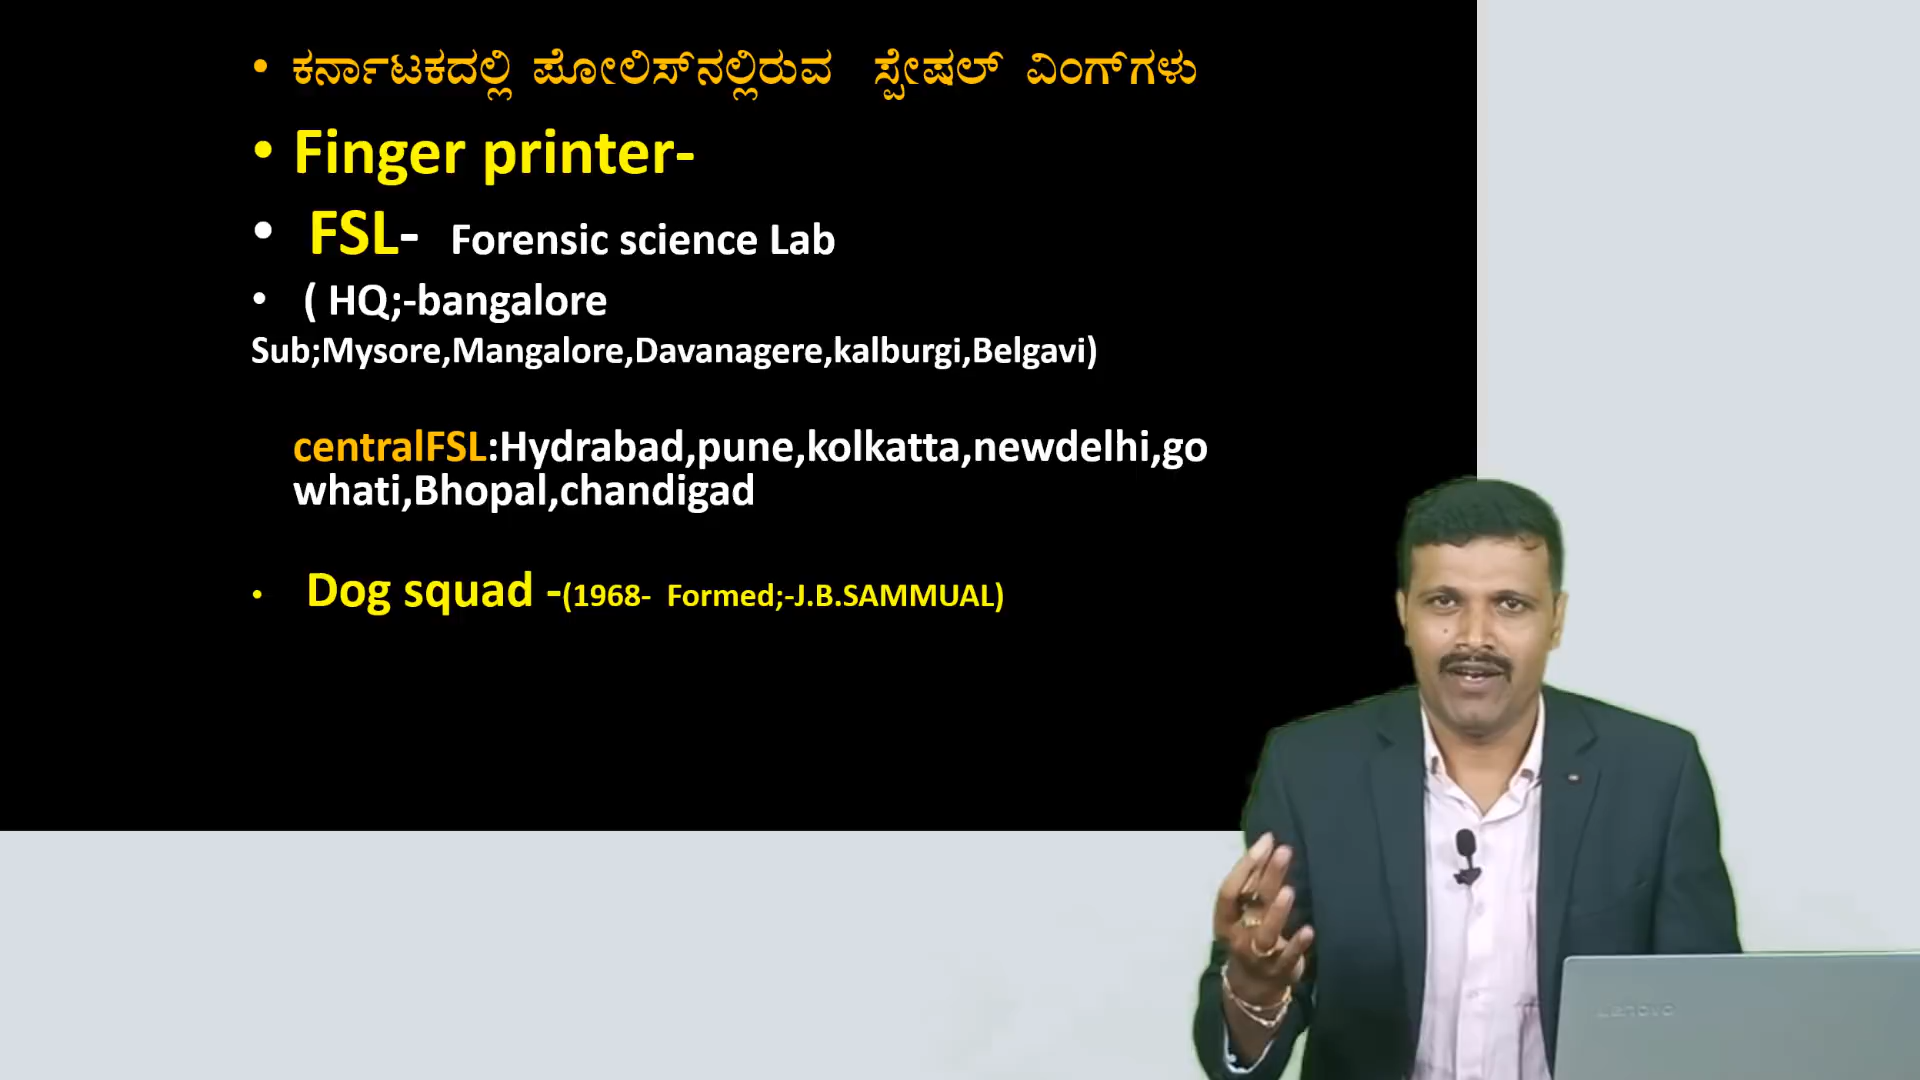 • ಕರ್ನಾಟಕದಲ್ಲಿ ಪೋಲಿಸ್‌ನಲ್ಲಿರುವ ಸ್ಪೇಷಲ್ ವಿಂಗ್‌ಗಳು
• Finger printer-
• FSL- Forensic science Lab
• ( HQ;-bangalore
Sub;Mysore,Mangalore,Davanagere,kalburgi,Belgavi)
centralFSL:Hydrabad,pune,kolkatta,newdelhi,go
whati,Bhopal,chandigad
• Dog squad -(1968- Formed;-J.B.SAMMUAL)
Lenovo